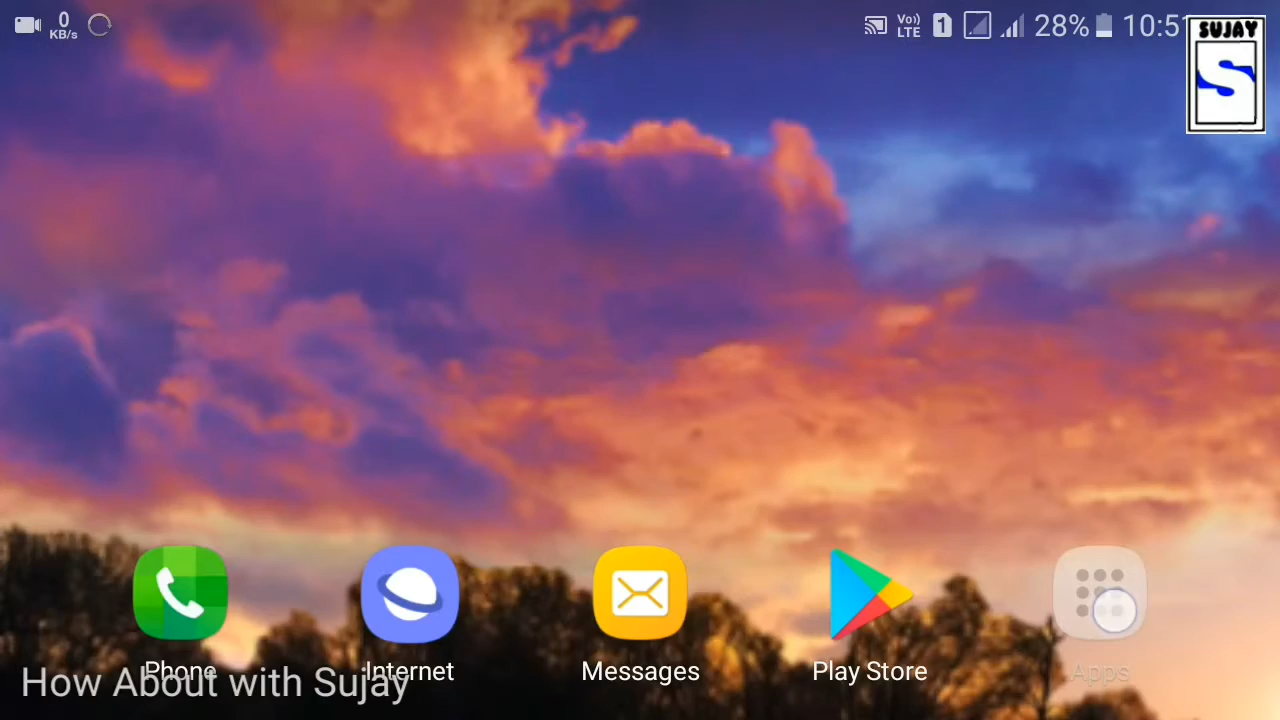 0
KB/s
Vo))
LTE
1
28%
10:51
SUJAY
S
Phone
Internet
Messages
Play Store
Apps
How About with Sujay